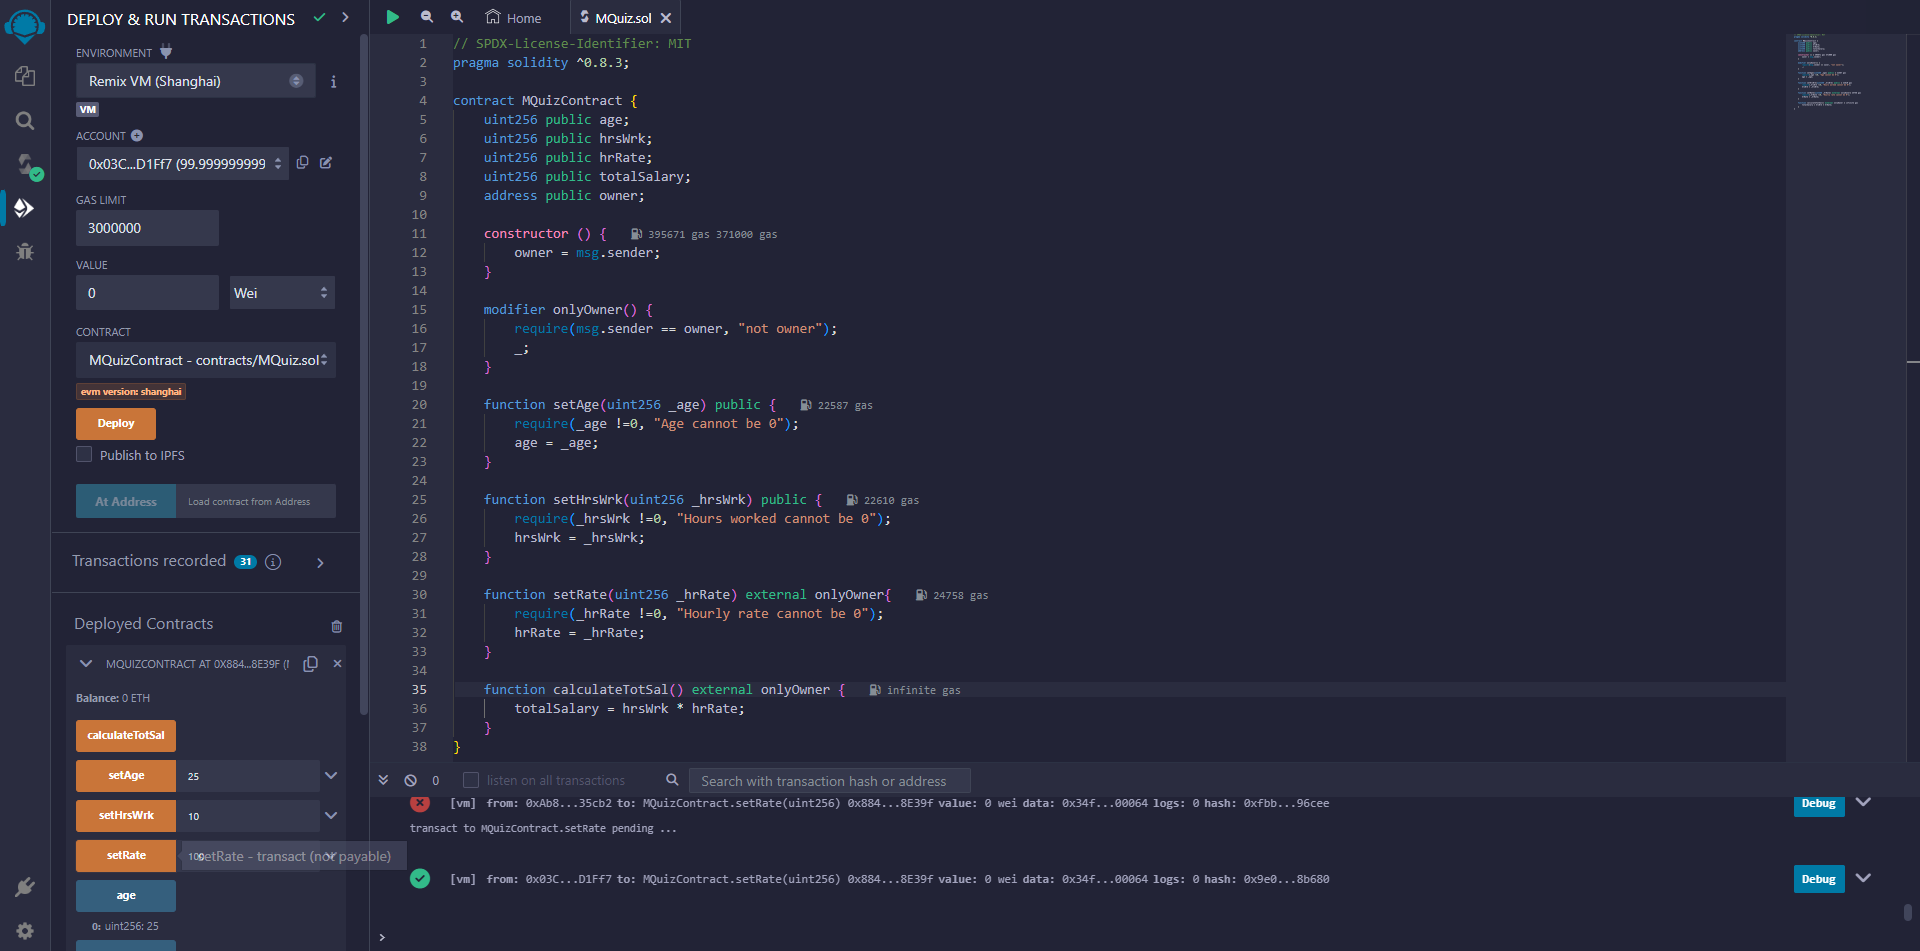 DEPLOY & RUN TRANSACTIONS
ENVIRONMENT
Remix VM (Shanghai)
VM
ACCOUNT
0x03C...D1Ff7 (99.999999999
GAS LIMIT
3000000
VALUE
0
Wei
CONTRACT
MQuizContract - contracts/MQuiz.sol
evm version: shanghai
Deploy
Publish to IPFS
At Address
Load contract from Address
Transactions recorded 31
Deployed Contracts
MQUIZCONTRACT AT 0X884...8E39F
Balance: 0 ETH
calculateTotSal
setAge 25
setHrsWrk 10
setRate 100
setRate - transact (not payable)
age
0: uint256: 25
Home
MQuiz.sol
1 // SPDX-License-Identifier: MIT
2 pragma solidity ^0.8.3;
3
4 contract MQuizContract {
5 uint256 public age;
6 uint256 public hrsWrk;
7 uint256 public hrRate;
8 uint256 public totalSalary;
9 address public owner;
10
11 constructor () { 395671 gas 371000 gas
12 owner = msg.sender;
13 }
14
15 modifier onlyOwner() {
16 require(msg.sender == owner, "not owner");
17 _;
18 }
19
20 function setAge(uint256 _age) public { 22587 gas
21 require(_age !=0, "Age cannot be 0");
22 age = _age;
23 }
24
25 function setHrsWrk(uint256 _hrsWrk) public { 22610 gas
26 require(_hrsWrk !=0, "Hours worked cannot be 0");
27 hrsWrk = _hrsWrk;
28 }
29
30 function setRate(uint256 _hrRate) external onlyOwner{ 24758 gas
31 require(_hrRate !=0, "Hourly rate cannot be 0");
32 hrRate = _hrRate;
33 }
34
35 function calculateTotSal() external onlyOwner { infinite gas
36 totalSalary = hrsWrk * hrRate;
37 }
38 }
0
listen on all transactions
Search with transaction hash or address
[vm] from: 0xAb8...35cb2 to: MQuizContract.setRate(uint256) 0x884...8E39f value: 0 wei data: 0x34f...00064 logs: 0 hash: 0xfbb...96cee
Debug
transact to MQuizContract.setRate pending ...
[vm] from: 0x03C...D1Ff7 to: MQuizContract.setRate(uint256) 0x884...8E39f value: 0 wei data: 0x34f...00064 logs: 0 hash: 0x9e0...8b680
Debug
>